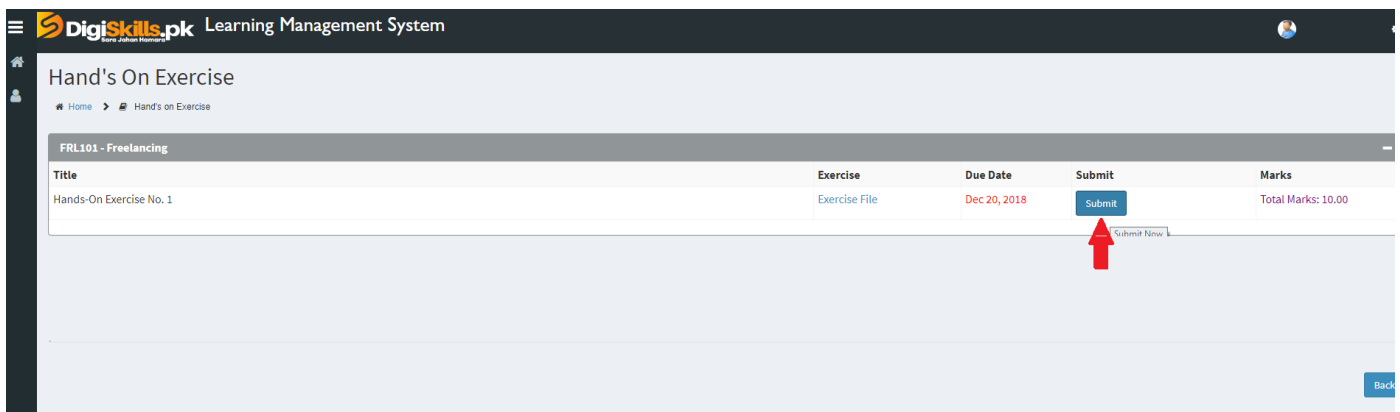 DigiSkills.pk Learning Management System
Sara Jahan Hamara
Hand's On Exercise
Home > Hand's on Exercise
FRL101 - Freelancing
Title Exercise Due Date Submit Marks
Hands-On Exercise No. 1 Exercise File Dec 20, 2018 Submit Total Marks: 10.00
Submit Now
Back